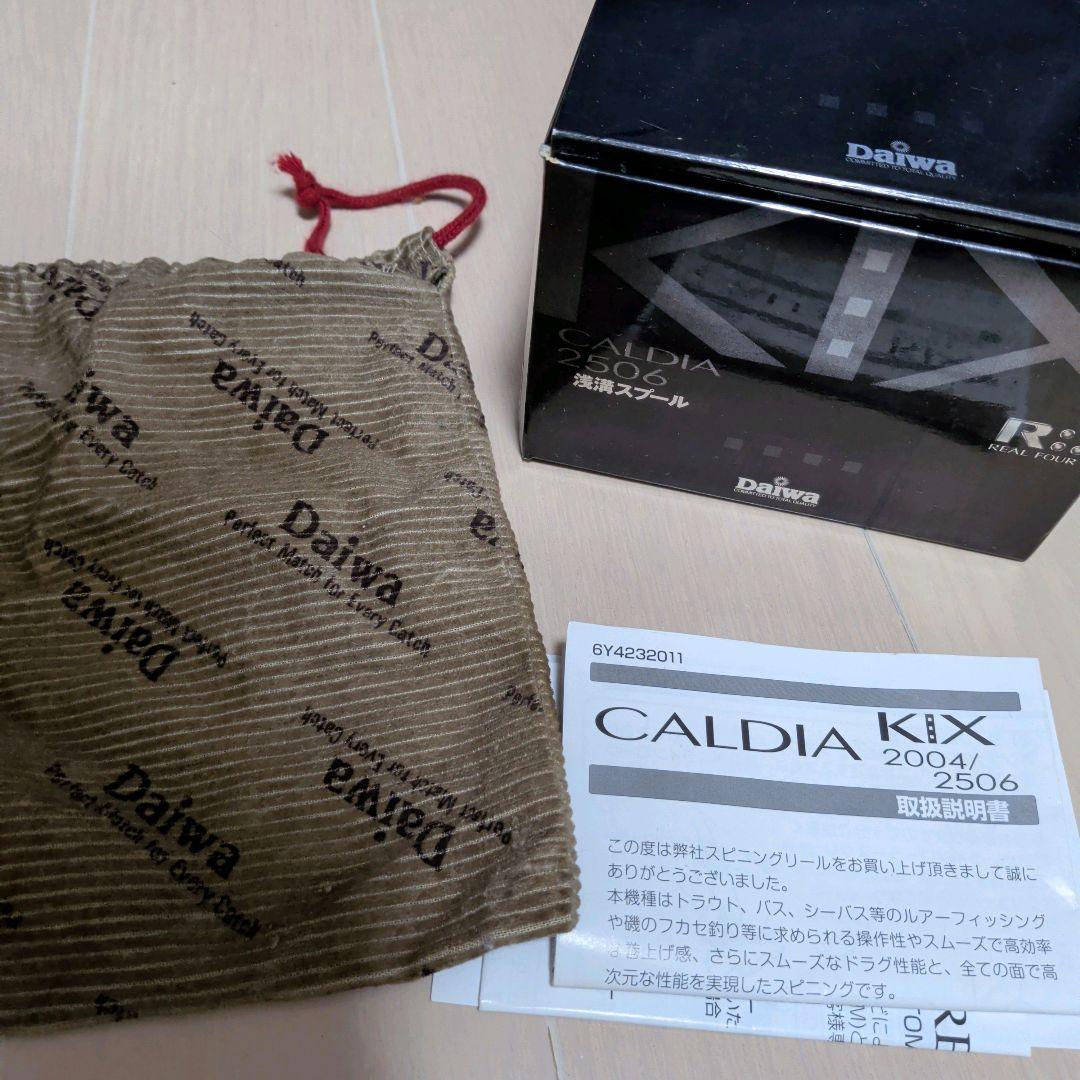 Daiwa
COMMITTED TO TOTAL QUALITY
KIX
CALDIA
2506
浅溝スプール
REAL FOUR
Daiwa
COMMITTED TO TOTAL QUALITY
Daiwa
Perfect Match for Every Catch
Daiwa
Perfect Match for Every Catch
Daiwa
Perfect Match for Every Catch
Daiwa
Perfect Match for Every Catch
Daiwa
Perfect Match for Every Catch
6Y4232011
CALDIA KIX
2004/
2506
取扱説明書
この度は弊社スピニングリールをお買い上げ頂きまして誠に
ありがとうございました。
本機種はトラウト、バス、シーバス等のルアーフィッシング
や磯のフカセ釣り等に求められる操作性やスムーズで高効率
な巻上げ感、さらにスムーズなドラグ性能と、全ての面で高
次元な性能を実現したスピニングです。